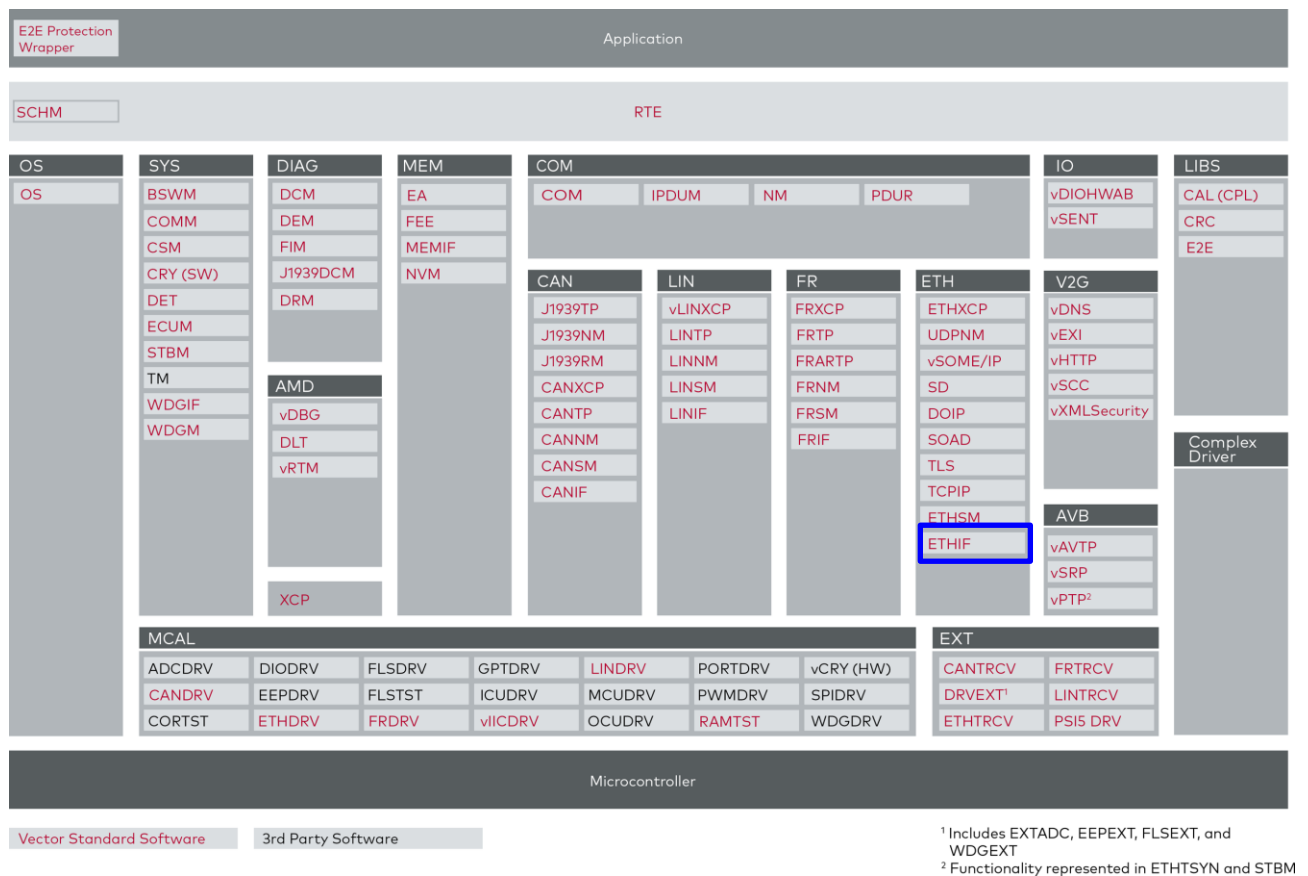 E2E Protection
Wrapper
Application
SCHM
RTE
OS
OS
SYS
BSWM
COMM
CSM
CRY (SW)
DET
ECUM
STBM
TM
WDGIF
WDGM
DIAG
DCM
DEM
FIM
J1939DCM
DRM
AMD
vDBG
DLT
vRTM
XCP
MEM
EA
FEE
MEMIF
NVM
COM
COM
IPDUM
NM
PDUR
CAN
J1939TP
J1939NM
J1939RM
CANXCP
CANTP
CANNM
CANSM
CANIF
LIN
vLINXCP
LINTP
LINNM
LINSM
LINIF
FR
FRXCP
FRTP
FRARTP
FRNM
FRSM
FRIF
ETH
ETHXCP
UDPNM
vSOME/IP
SD
DOIP
SOAD
TLS
TCPIP
ETHSM
ETHIF
IO
vDIOHWAB
vSENT
V2G
vDNS
vEXI
vHTTP
vSCC
vXMLSecurity
AVB
vAVTP
vSRP
vPTP²
LIBS
CAL (CPL)
CRC
E2E
Complex
Driver
MCAL
ADCDRV DIODRV FLSDRV GPTDRV LINDRV PORTDRV vCRY (HW)
CANDRV EEPDRV FLSTST ICUDRV MCUDRV PWMDRV SPIDRV
CORTST ETHDRV FRDRV vIICDRV OCUDRV RAMTST WDGDRV
EXT
CANTRCV FRTRCV
DRVEXT¹ LINTRCV
ETHTRCV PSI5 DRV
Microcontroller
Vector Standard Software
3rd Party Software
¹ Includes EXTADC, EEPEXT, FLSEXT, and
WDGEXT
² Functionality represented in ETHTSYN and STBM